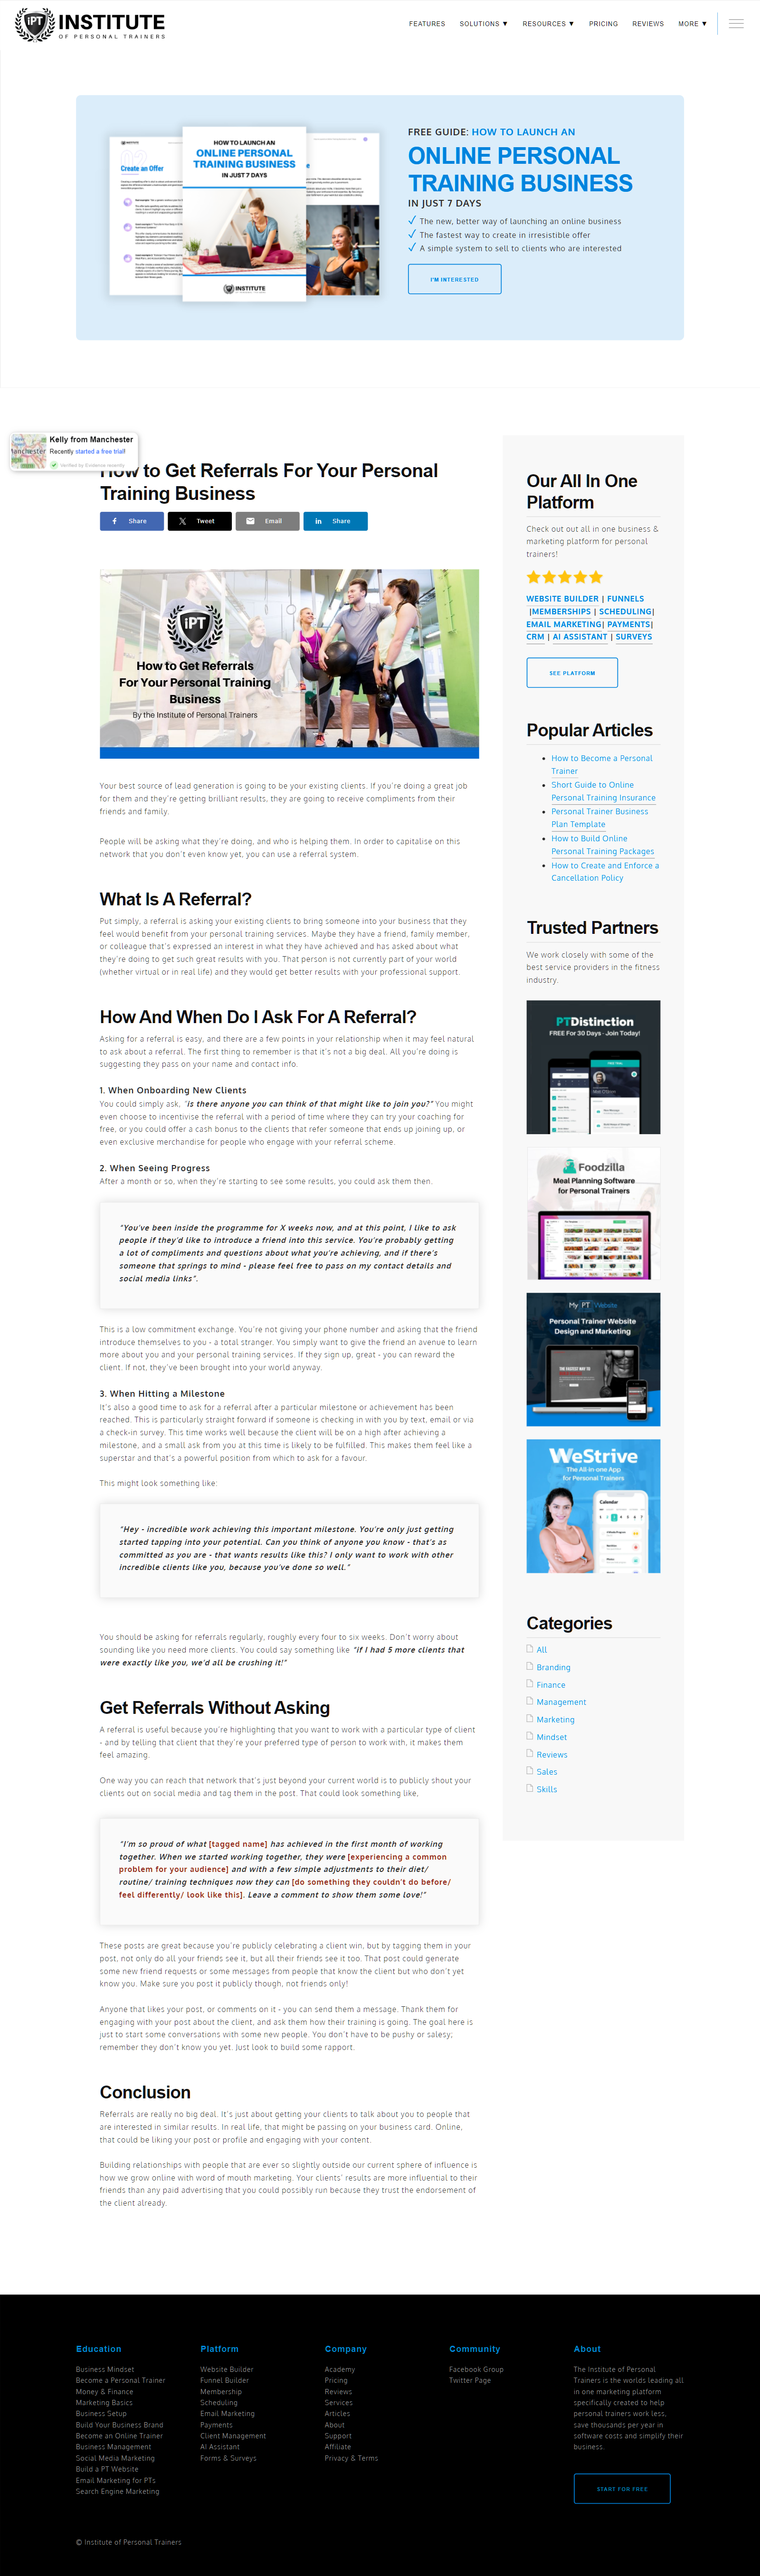 iPT INSTITUTE
OF PERSONAL TRAINERS
FEATURES SOLUTIONS ▼ RESOURCES ▼ PRICING REVIEWS MORE ▼
Create an Offer
HOW TO LAUNCH AN
ONLINE PERSONAL
TRAINING BUSINESS
IN JUST 7 DAYS
INSTITUTE
FREE GUIDE: HOW TO LAUNCH AN
ONLINE PERSONAL
TRAINING BUSINESS
IN JUST 7 DAYS
The new, better way of launching an online business
The fastest way to create in irresistible offer
A simple system to sell to clients who are interested
I'M INTERESTED
Kelly from Manchester
Recently started a free trial!
Manchester
How to Get Referrals For Your Personal
Training Business
Share Tweet Email Share
iPT
How to Get Referrals
For Your Personal Training
Business
By the Institute of Personal Trainers
Your best source of lead generation is going to be your existing clients. If you're doing a great job
for them and they're getting brilliant results, they are going to receive compliments from their
friends and family.
People will be asking what they're doing, and who is helping them. In order to capitalise on this
network that you don't even know yet, you can use a referral system.
What Is A Referral?
Put simply, a referral is asking your existing clients to bring someone into your business that they
feel would benefit from your personal training services. Maybe they have a friend, family member,
or colleague that's expressed an interest in what they have achieved and has asked about what
they're doing to get such great results with you. That person is not currently part of your world
(whether virtual or in real life) and they would get better results with your professional support.
How And When Do I Ask For A Referral?
Asking for a referral is easy, and there are a few points in your relationship when it may feel natural
to ask about a referral. The first thing to remember is that it's not a big deal. All you're doing is
suggesting they pass on your name and contact info.
1. When Onboarding New Clients
You could simply ask, "is there anyone you can think of that might like to join you?" You might
even choose to incentivise the referral with a period of time where they can try your coaching for
free, or you could offer a cash bonus to the clients that refer someone that ends up joining up, or
even exclusive merchandise for people who engage with your referral scheme.
2. When Seeing Progress
After a month or so, when they're starting to see some results, you could ask them then.
"You've been inside the programme for X weeks now, and at this point, I like to ask
people if they'd like to introduce a friend into this service. You're probably getting
a lot of compliments and questions about what you're achieving, and if there's
someone that springs to mind - please feel free to pass on my contact details and
social media links".
This is a low commitment exchange. You're not giving your phone number and asking that the friend
introduce themselves to you - a total stranger. You simply want to give the friend an avenue to learn
more about you and your personal training services. If they sign up, great - you can reward the
client. If not, they've been brought into your world anyway.
3. When Hitting a Milestone
It's also a good time to ask for a referral after a particular milestone or achievement has been
reached. This is particularly straight forward if someone is checking in with you by text, email or via
a check-in survey. This time works well because the client will be on a high after achieving a
milestone, and a small ask from you at this time is likely to be fulfilled. This makes them feel like a
superstar and that's a powerful position from which to ask for a favour.
This might look something like:
"Hey - incredible work achieving this important milestone. You're only just getting
started tapping into your potential. Can you think of anyone you know - that's as
committed as you are - that wants results like this? I only want to work with other
incredible clients like you, because you've done so well."
You should be asking for referrals regularly, roughly every four to six weeks. Don't worry about
sounding like you need more clients. You could say something like "if I had 5 more clients that
were exactly like you, we'd all be crushing it!"
Get Referrals Without Asking
A referral is useful because you're highlighting that you want to work with a particular type of client
- and by telling that client that they're your preferred type of person to work with, it makes them
feel amazing.
One way you can reach that network that's just beyond your current world is to publicly shout your
clients out on social media and tag them in the post. That could look something like,
"I'm so proud of what [tagged name] has achieved in the first month of working
together. When we started working together, they were [experiencing a common
problem for your audience] and with a few simple adjustments to their diet/
routine/ training techniques now they can [do something they couldn't do before/
feel differently/ look like this]. Leave a comment to show them some love!"
These posts are great because you're publicly celebrating a client win, but by tagging them in your
post, not only do all your friends see it, but all their friends see it too. That post could generate
some new friend requests or some messages from people that know the client but who don't yet
know you. Make sure you post it publicly though, not friends only!
Anyone that likes your post, or comments on it - you can send them a message. Thank them for
engaging with your post about the client, and ask them how their training is going. The goal here is
just to start some conversations with some new people. You don't have to be pushy or salesy;
remember they don't know you yet. Just look to build some rapport.
Conclusion
Referrals are really no big deal. It's just about getting your clients to talk about you to people that
are interested in similar results. In real life, that might be passing on your business card. Online,
that could be liking your post or profile and engaging with your content.
Building relationships with people that are ever so slightly outside our current sphere of influence is
how we grow online with word of mouth marketing. Your clients' results are more influential to their
friends than any paid advertising that you could possibly run because they trust the endorsement of
the client already.
Our All In One
Platform
Check out out all in one business &
marketing platform for personal
trainers!
WEBSITE BUILDER | FUNNELS
|MEMBERSHIPS | SCHEDULING|
EMAIL MARKETING| PAYMENTS|
CRM | AI ASSISTANT | SURVEYS
SEE PLATFORM
Popular Articles
How to Become a Personal
Trainer
Short Guide to Online
Personal Training Insurance
Personal Trainer Business
Plan Template
How to Build Online
Personal Training Packages
How to Create and Enforce a
Cancellation Policy
Trusted Partners
We work closely with some of the
best service providers in the fitness
industry.
PTDistinction
FREE For 30 Days - Join Today!
Foodzilla
Meal Planning Software
for Personal Trainers
My PT Website
Personal Trainer Website
Design and Marketing
WeStrive
The All-in-one App
for Personal Trainers
Calendar
Categories
All
Branding
Finance
Management
Marketing
Mindset
Reviews
Sales
Skills
Education
Business Mindset
Become a Personal Trainer
Money & Finance
Marketing Basics
Business Setup
Build Your Business Brand
Become an Online Trainer
Business Management
Social Media Marketing
Build a PT Website
Email Marketing for PTs
Search Engine Marketing
Platform
Website Builder
Funnel Builder
Membership
Scheduling
Email Marketing
Payments
Client Management
AI Assistant
Forms & Surveys
Company
Academy
Pricing
Reviews
Services
Articles
About
Support
Affiliate
Privacy & Terms
Community
Facebook Group
Twitter Page
About
The Institute of Personal
Trainers is the worlds leading all
in one marketing platform
specifically created to help
personal trainers work less,
save thousands per year in
software costs and simplify their
business.
START FOR FREE
© Institute of Personal Trainers